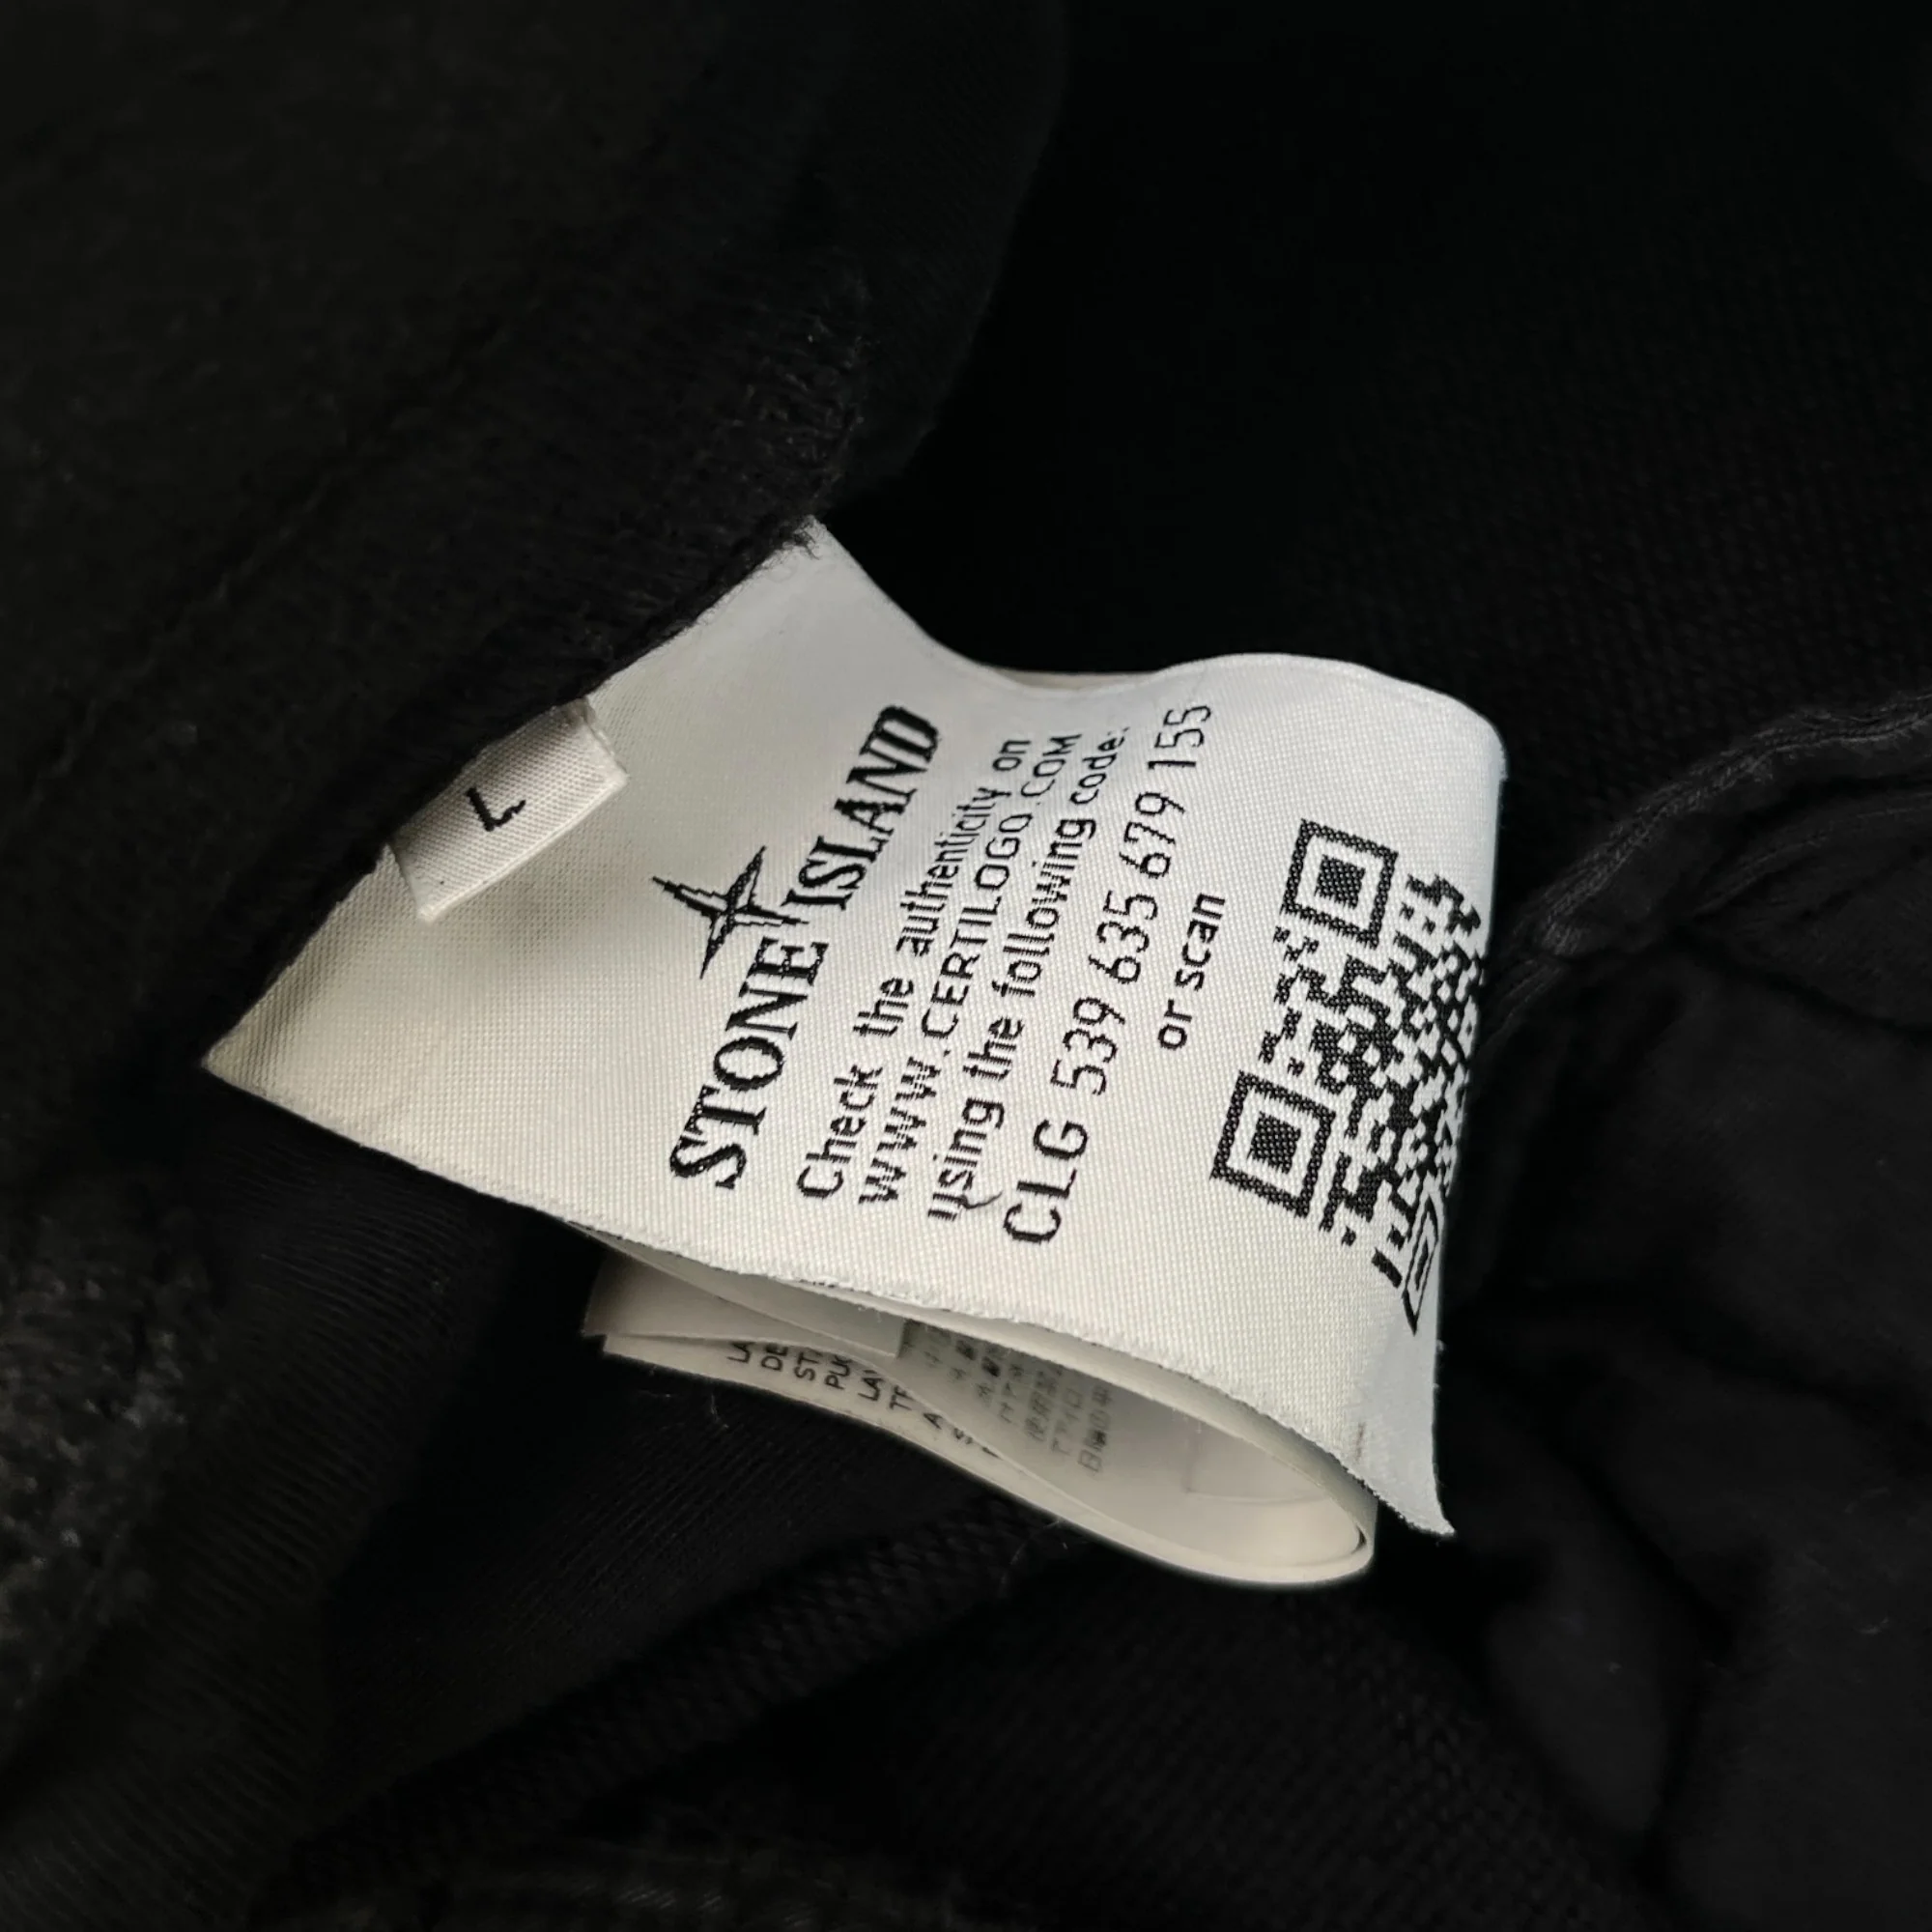 L
STONE ISLAND
Check the authenticity on
WWW.CERTILOGO.COM
using the following code:
CLG 539 635 679 155
or scan